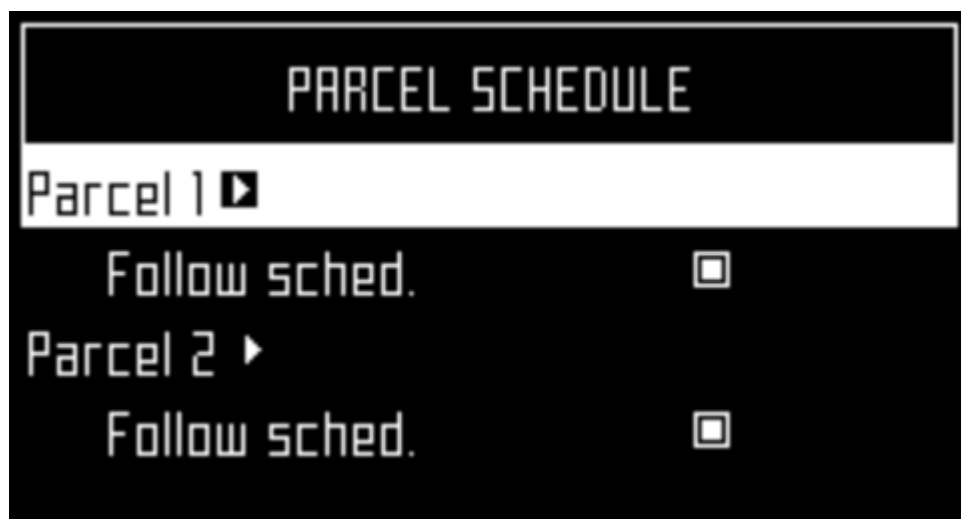 PARCEL SCHEDULE
Parcel 1
Follow sched.
Parcel 2
Follow sched.